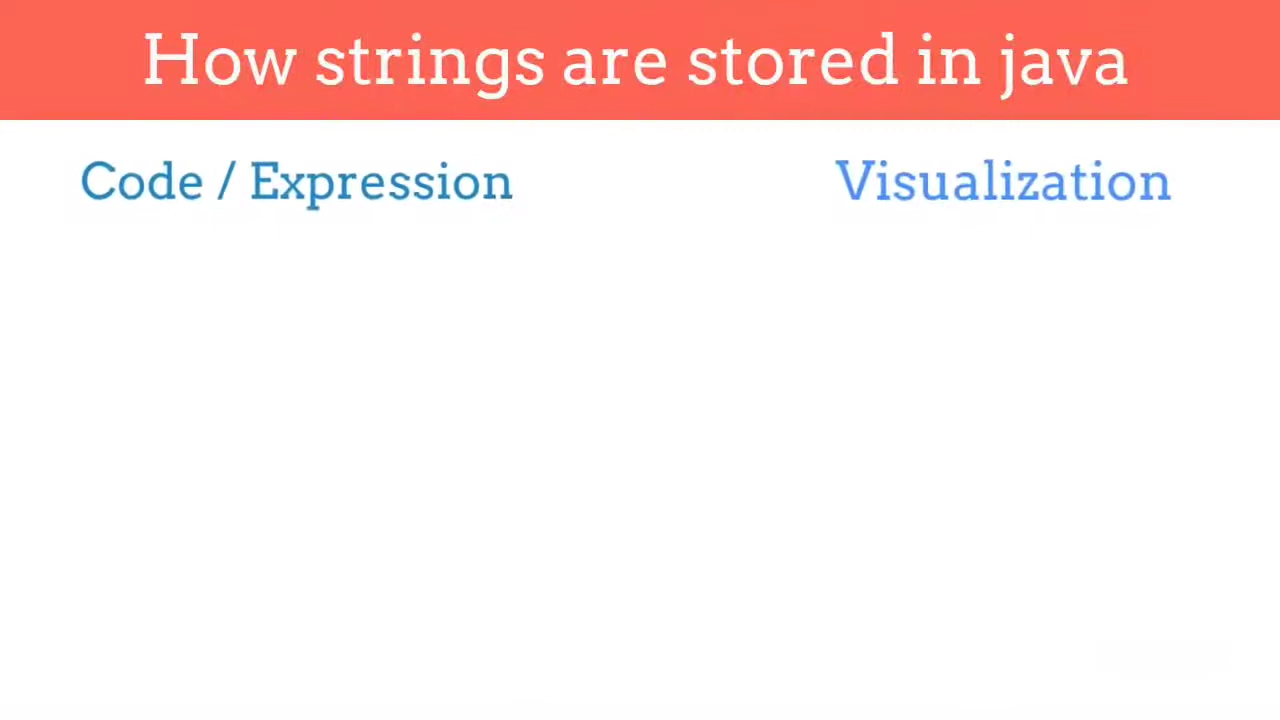 How strings are stored in java
Code / Expression
Visualization